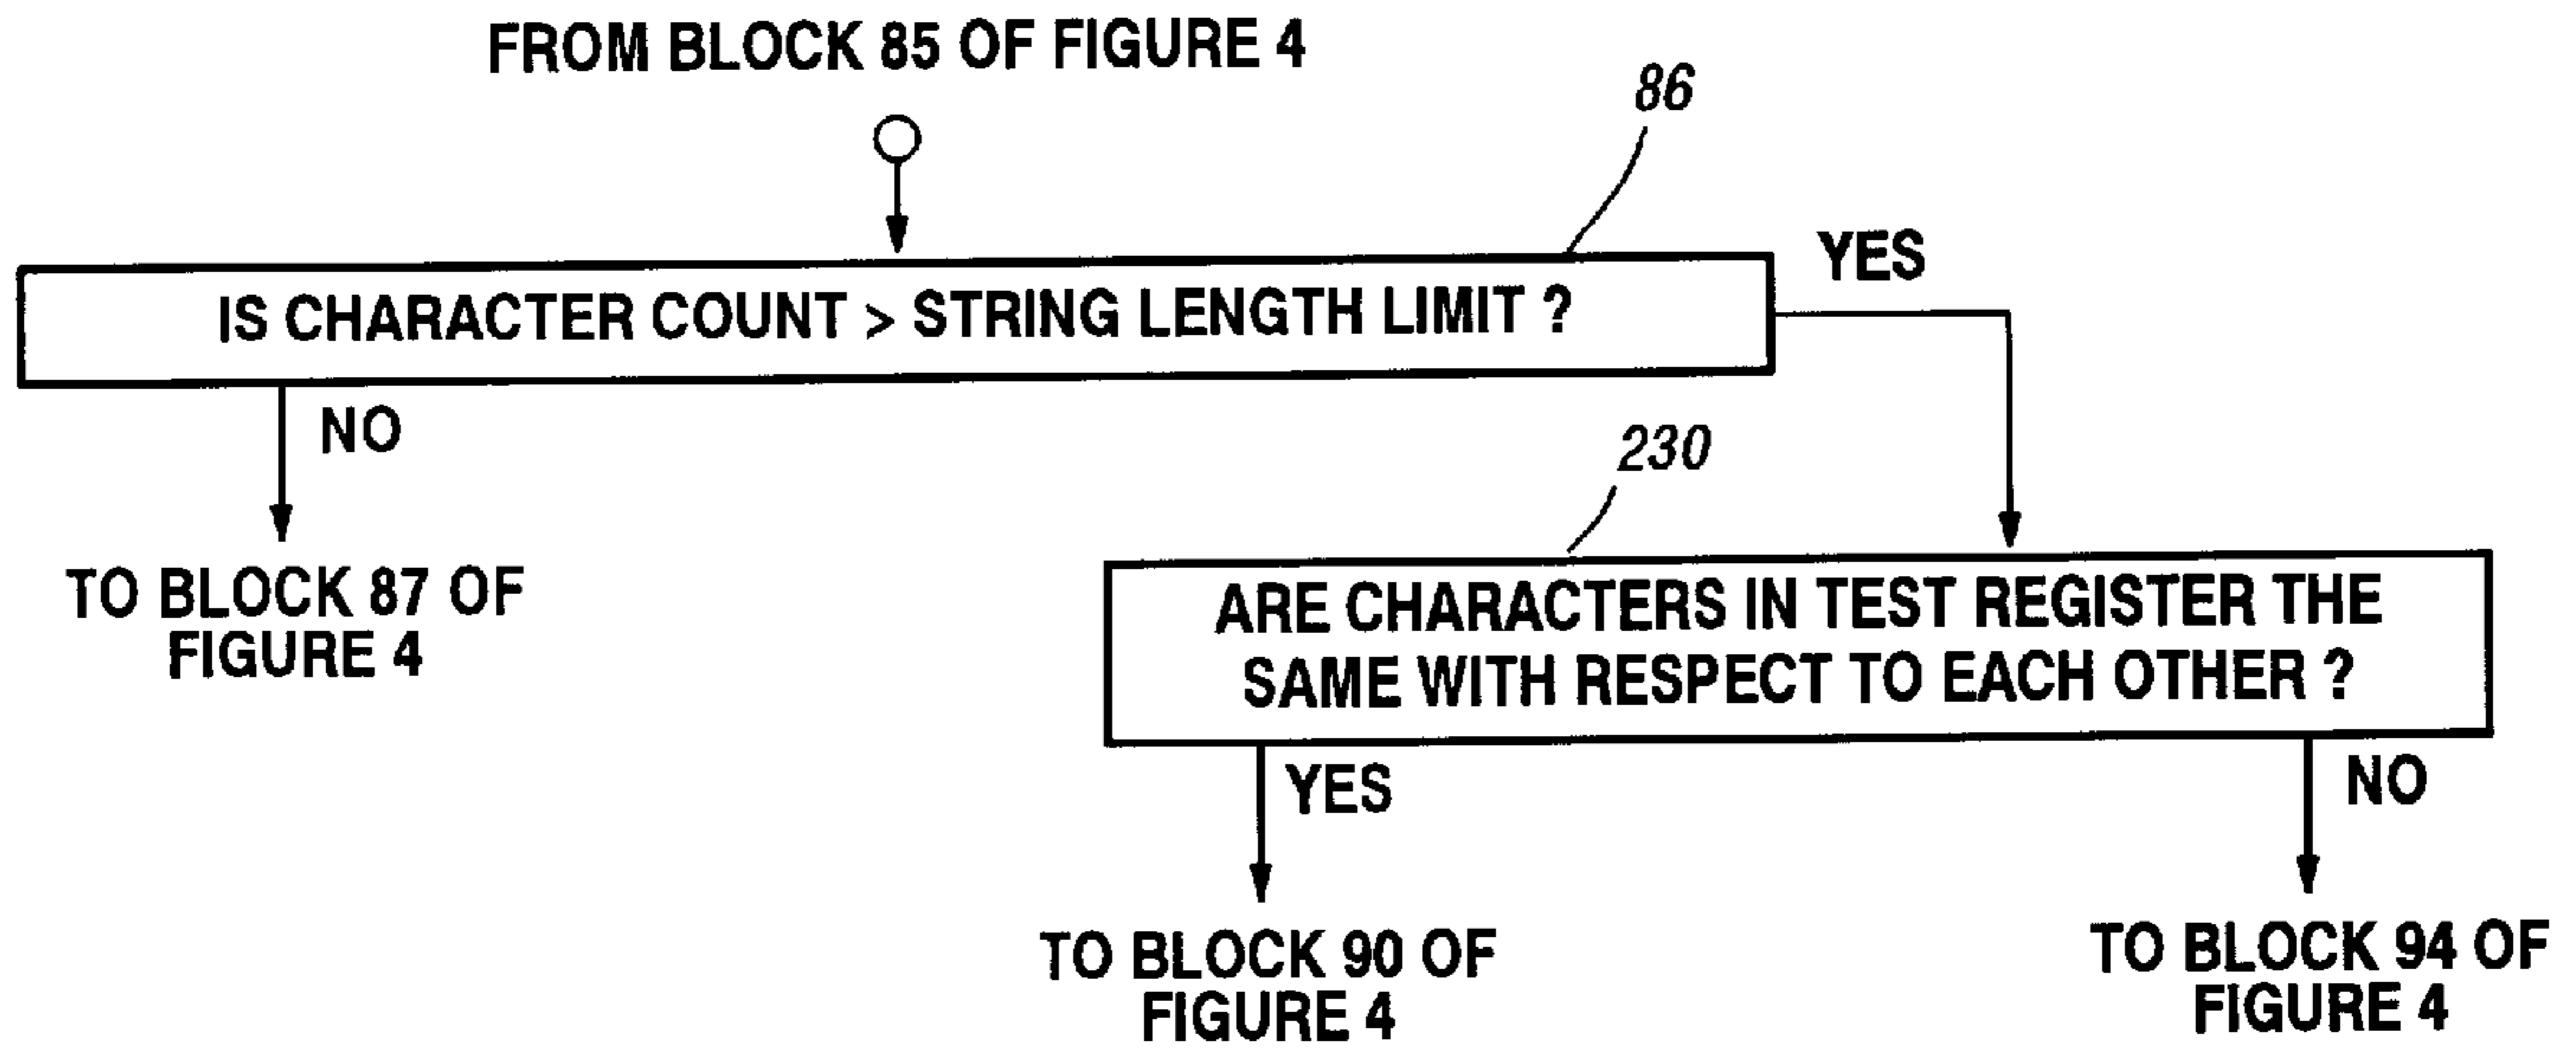 FROM BLOCK 85 OF FIGURE 4
86
IS CHARACTER COUNT > STRING LENGTH LIMIT ?
YES
NO
230
TO BLOCK 87 OF
FIGURE 4
ARE CHARACTERS IN TEST REGISTER THE
SAME WITH RESPECT TO EACH OTHER ?
YES
NO
TO BLOCK 90 OF
FIGURE 4
TO BLOCK 94 OF
FIGURE 4